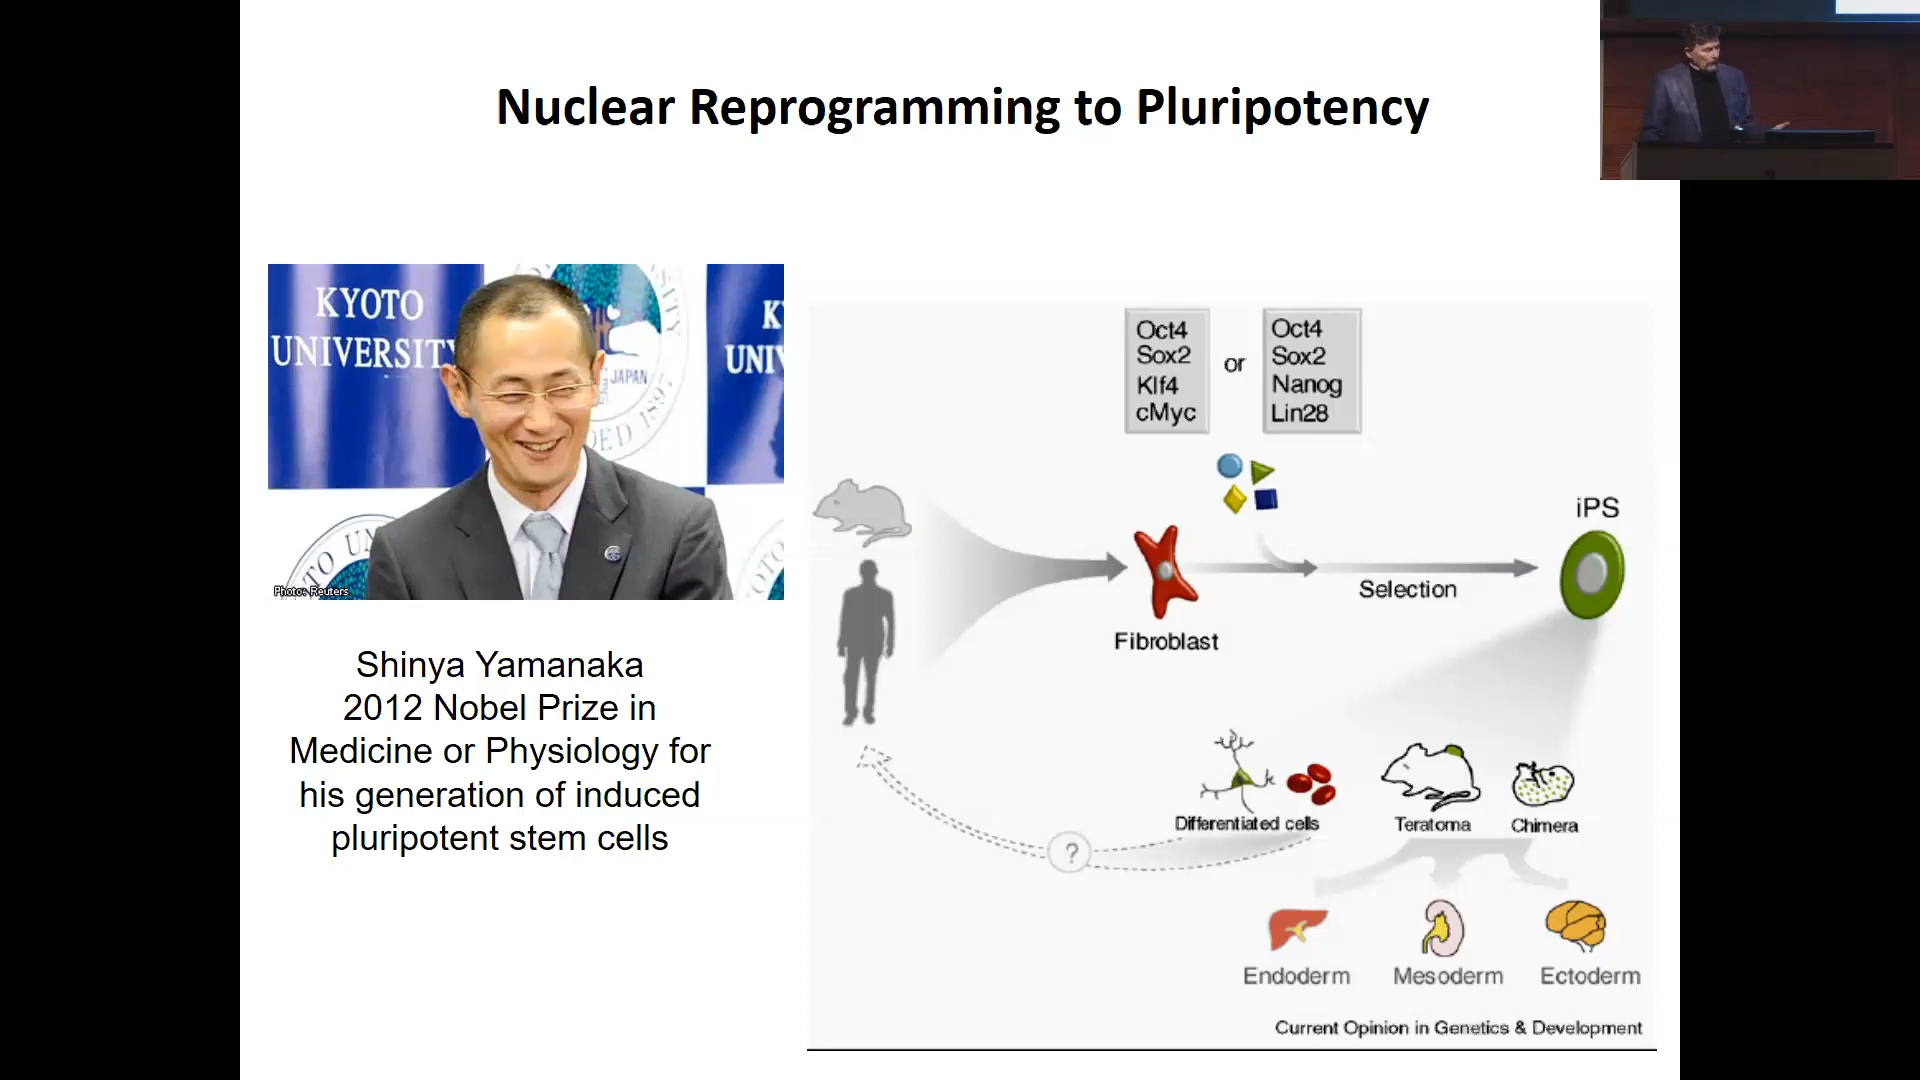 Nuclear Reprogramming to Pluripotency
KYOTO
UNIVERSITY
JAPAN
K
UNIV
Photo: Reuters
Shinya Yamanaka
2012 Nobel Prize in
Medicine or Physiology for
his generation of induced
pluripotent stem cells
Oct4
Sox2
Klf4
cMyc
or
Oct4
Sox2
Nanog
Lin28
iPS
Selection
Fibroblast
Differentiated cells
Teratoma
Chimera
?
Endoderm
Mesoderm
Ectoderm
Current Opinion in Genetics & Development